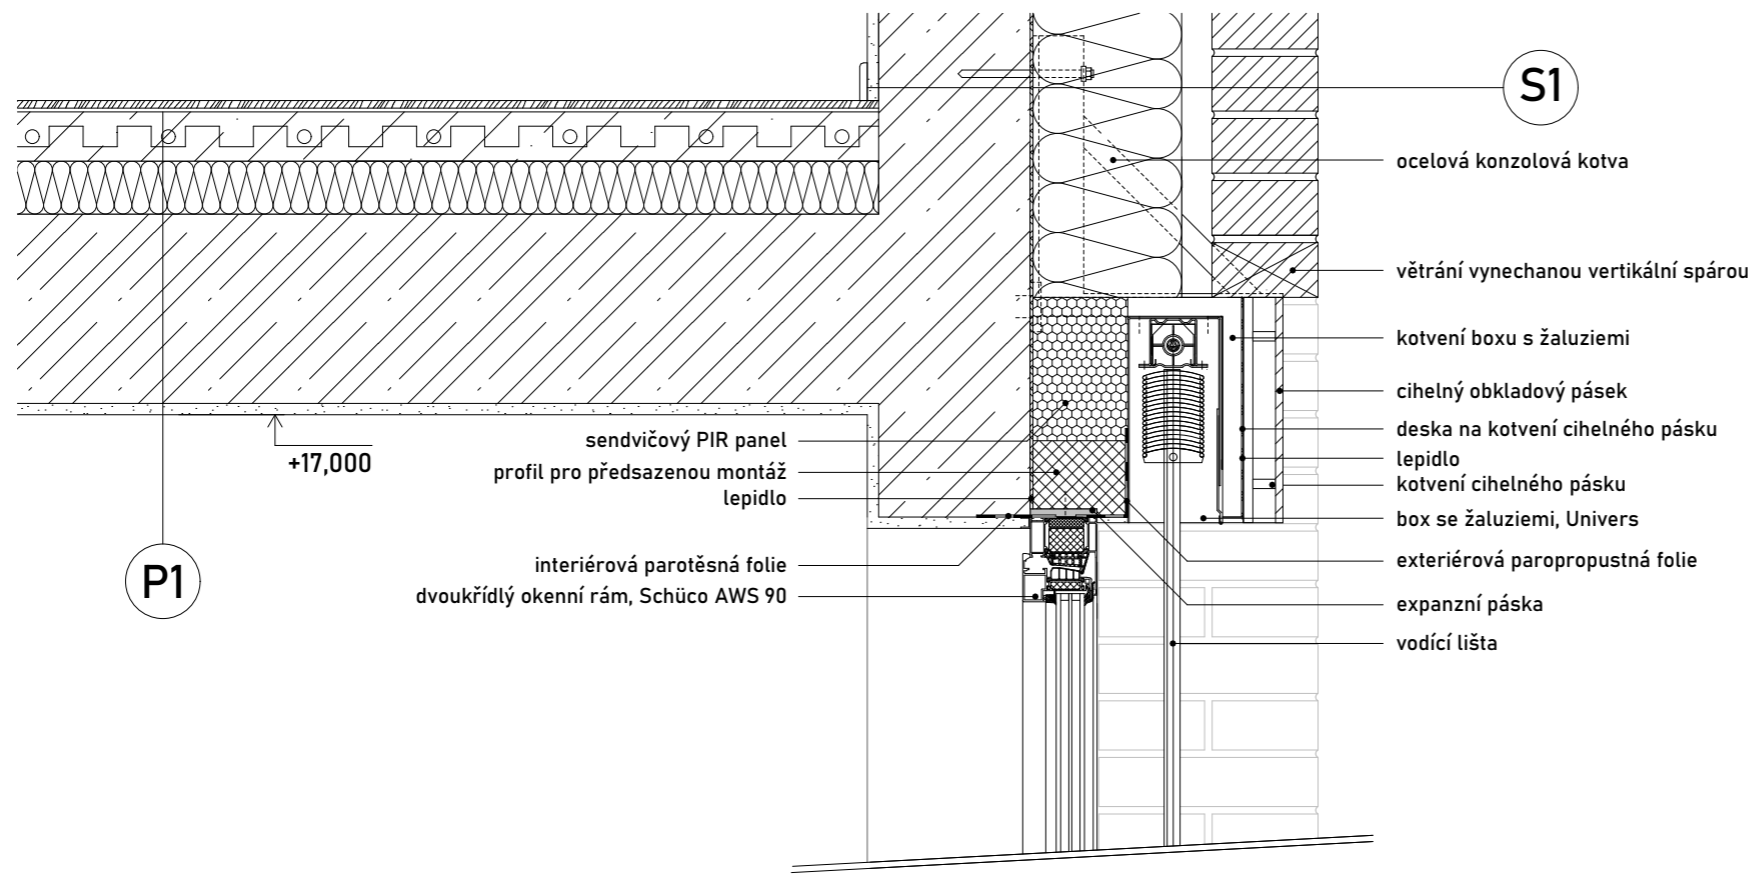 S1
ocelová konzolová kotva
větrání vynechanou vertikální spárou
kotvení boxu s žaluziemi
cihelný obkladový pásek
deska na kotvení cihelného pásku
lepidlo
kotvení cihelného pásku
box se žaluziemi, Univers
exteriérová paropropustná folie
expanzní páska
vodící lišta
sendvičový PIR panel
profil pro předsazenou montáž
lepidlo
interiérová parotěsná folie
dvoukřídlý okenní rám, Schüco AWS 90
+17,000
P1